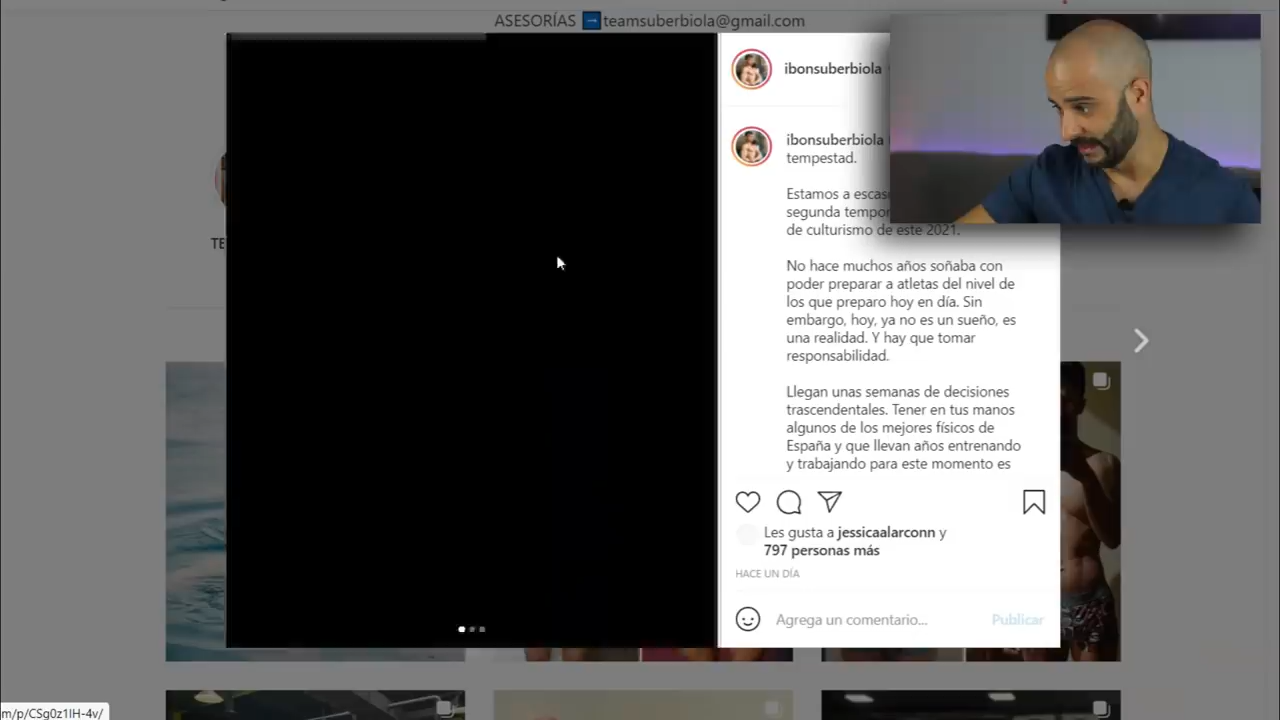 ASESORÍAS ➡ teamsuberbiola@gmail.com
ibonsuberbiola
ibonsuberbiola
tempestad.
Estamos a
segunda
de culturismo de este 2021.
No hace muchos años soñaba con
poder preparar a atletas del nivel de
los que preparo hoy en día. Sin
embargo, hoy, ya no es un sueño, es
una realidad. Y hay que tomar
responsabilidad.
Llegan unas semanas de decisiones
trascendentales. Tener en tus manos
algunos de los mejores físicos de
España y que llevan años entrenando
y trabajando para este momento es
Les gusta a jessicaalarconn y
797 personas más
HACE UN DÍA
Agrega un comentario... Publicar
TE
m/p/CSg0z1lH-4v/